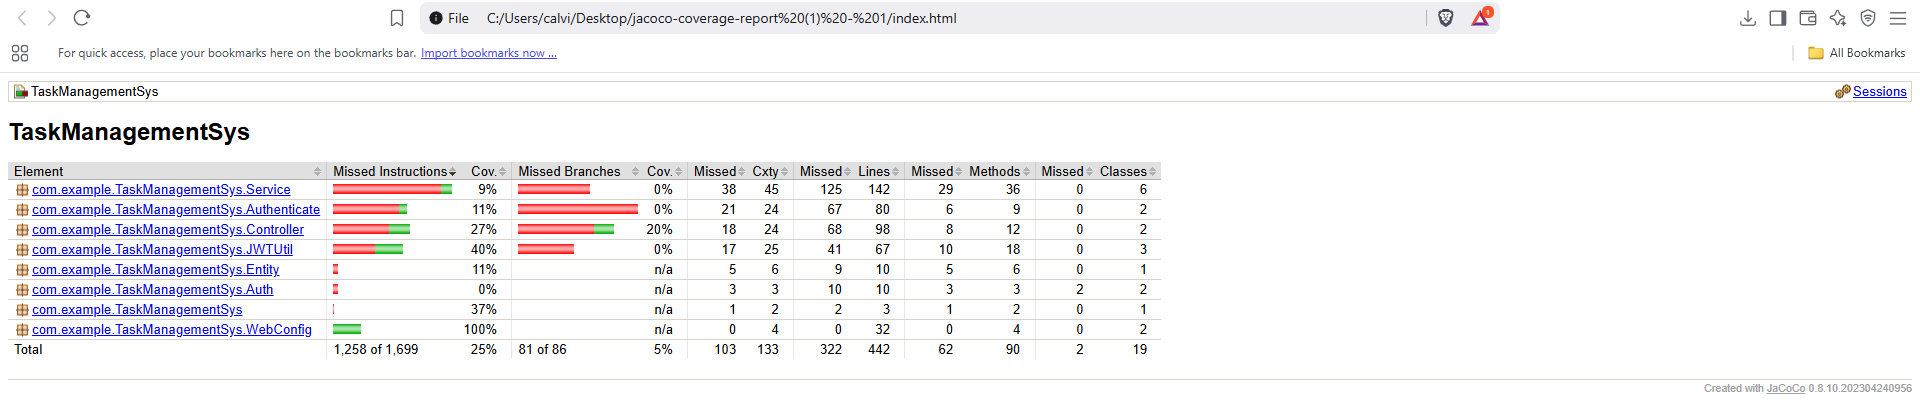 File C:/Users/calvi/Desktop/jacoco-coverage-report%20(1)%20-%201/index.html 1
For quick access, place your bookmarks here on the bookmarks bar. Import bookmarks now ... All Bookmarks
TaskManagementSys Sessions
TaskManagementSys
Element Missed Instructions Cov. Missed Branches Cov. Missed Cxty Missed Lines Missed Methods Missed Classes
com.example.TaskManagementSys.Service 9% 0% 38 45 125 142 29 36 0 6
com.example.TaskManagementSys.Authenticate 11% 0% 21 24 67 80 6 9 0 2
com.example.TaskManagementSys.Controller 27% 20% 18 24 68 98 8 12 0 2
com.example.TaskManagementSys.JWTUtil 40% 0% 17 25 41 67 10 18 0 3
com.example.TaskManagementSys.Entity 11% n/a 5 6 9 10 5 6 0 1
com.example.TaskManagementSys.Auth 0% n/a 3 3 10 10 3 3 2 2
com.example.TaskManagementSys 37% n/a 1 2 2 3 1 2 0 1
com.example.TaskManagementSys.WebConfig 100% n/a 0 4 0 32 0 4 0 2
Total 1,258 of 1,699 25% 81 of 86 5% 103 133 322 442 62 90 2 19
Created with JaCoCo 0.8.10.202304240956